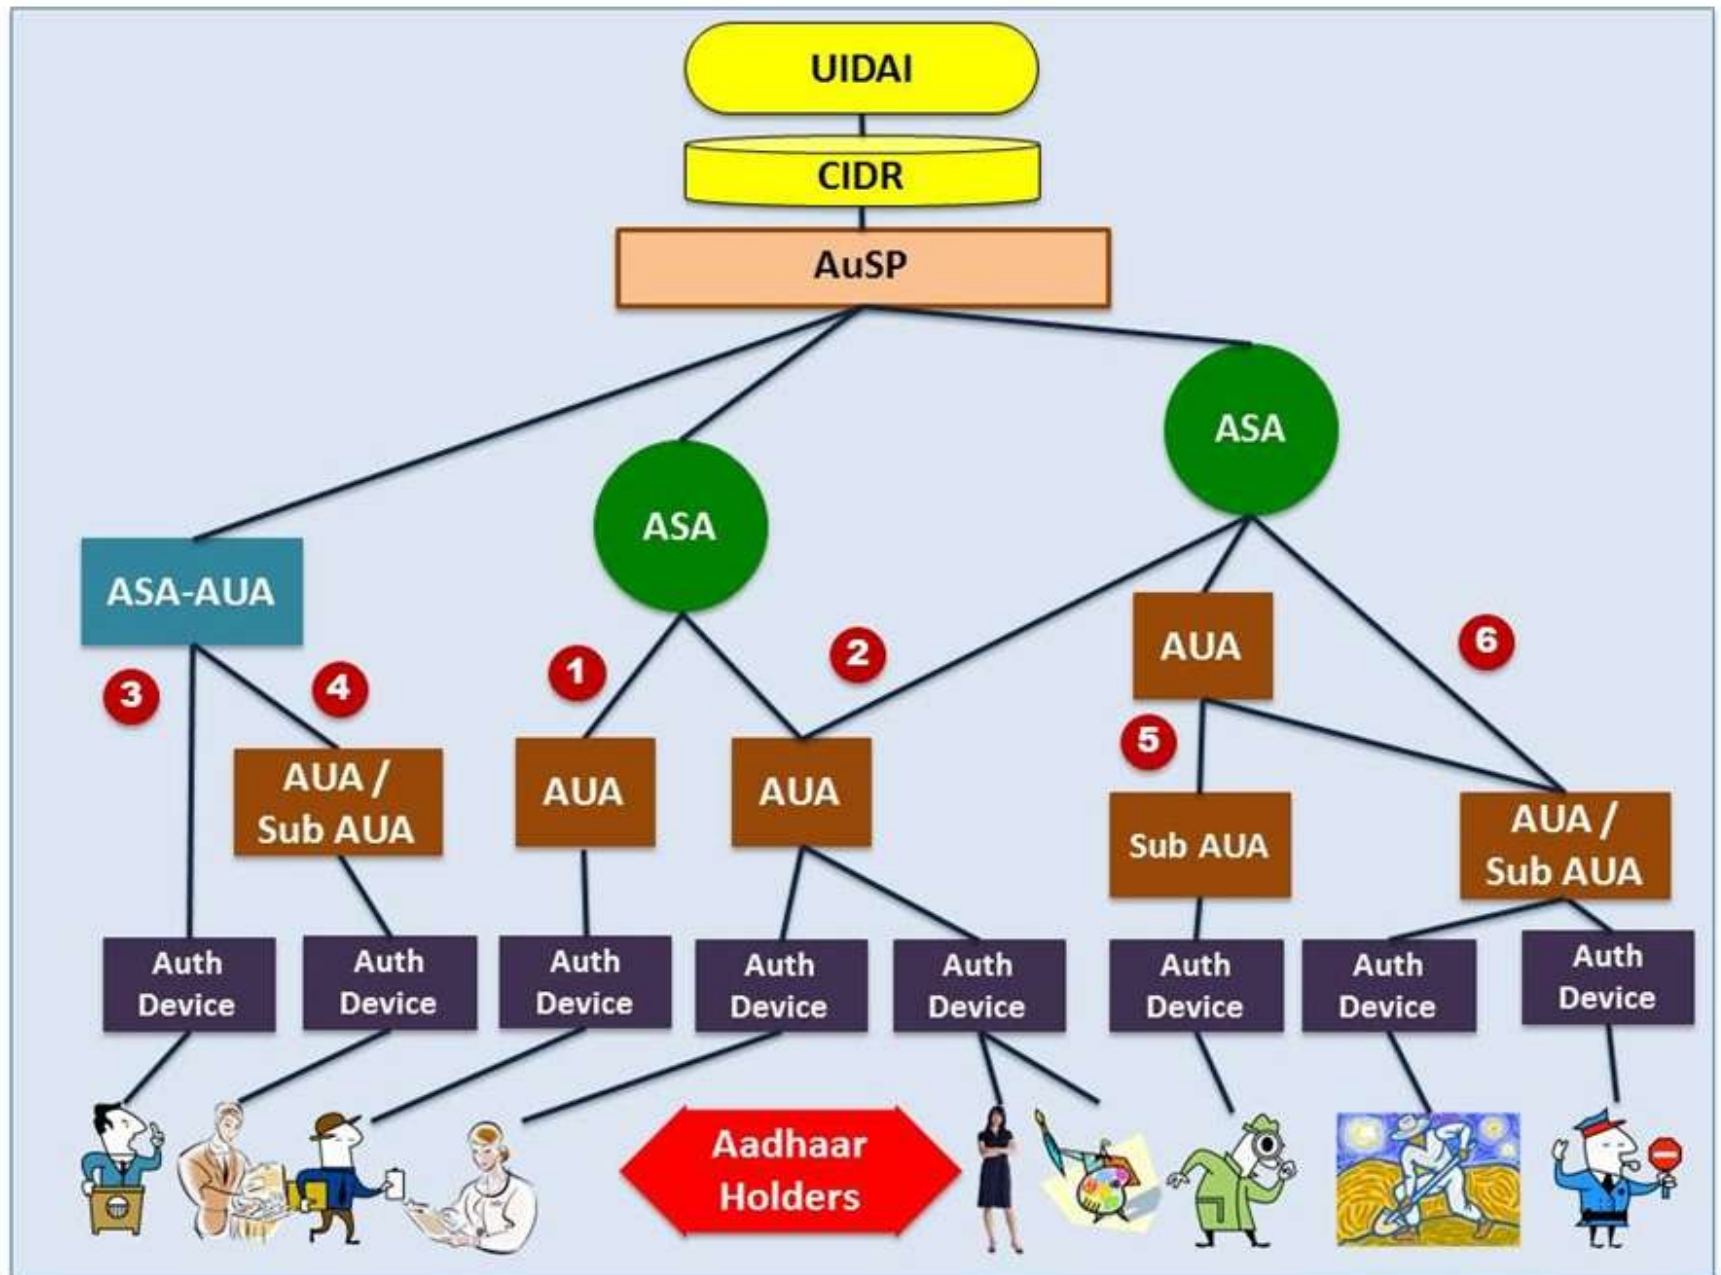 UIDAI
CIDR
AuSP
ASA
ASA
ASA-AUA
AUA
3
4
1
2
5
6
AUA /
Sub AUA
AUA
AUA
Sub AUA
AUA /
Sub AUA
Auth
Device
Auth
Device
Auth
Device
Auth
Device
Auth
Device
Auth
Device
Auth
Device
Auth
Device
Aadhaar
Holders